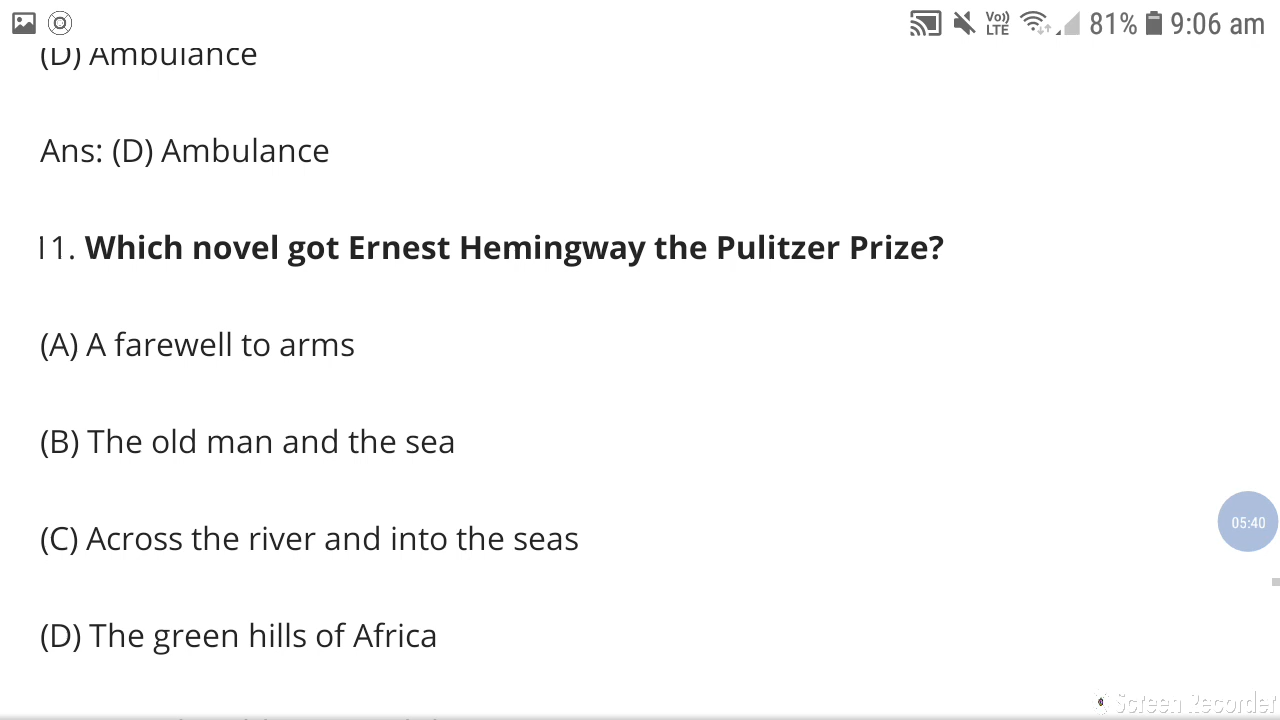 Vo)) LTE 81% 9:06 am
(D) Ambulance
Ans: (D) Ambulance
11. Which novel got Ernest Hemingway the Pulitzer Prize?
(A) A farewell to arms
(B) The old man and the sea
(C) Across the river and into the seas
05:40
(D) The green hills of Africa
Screen Recorder